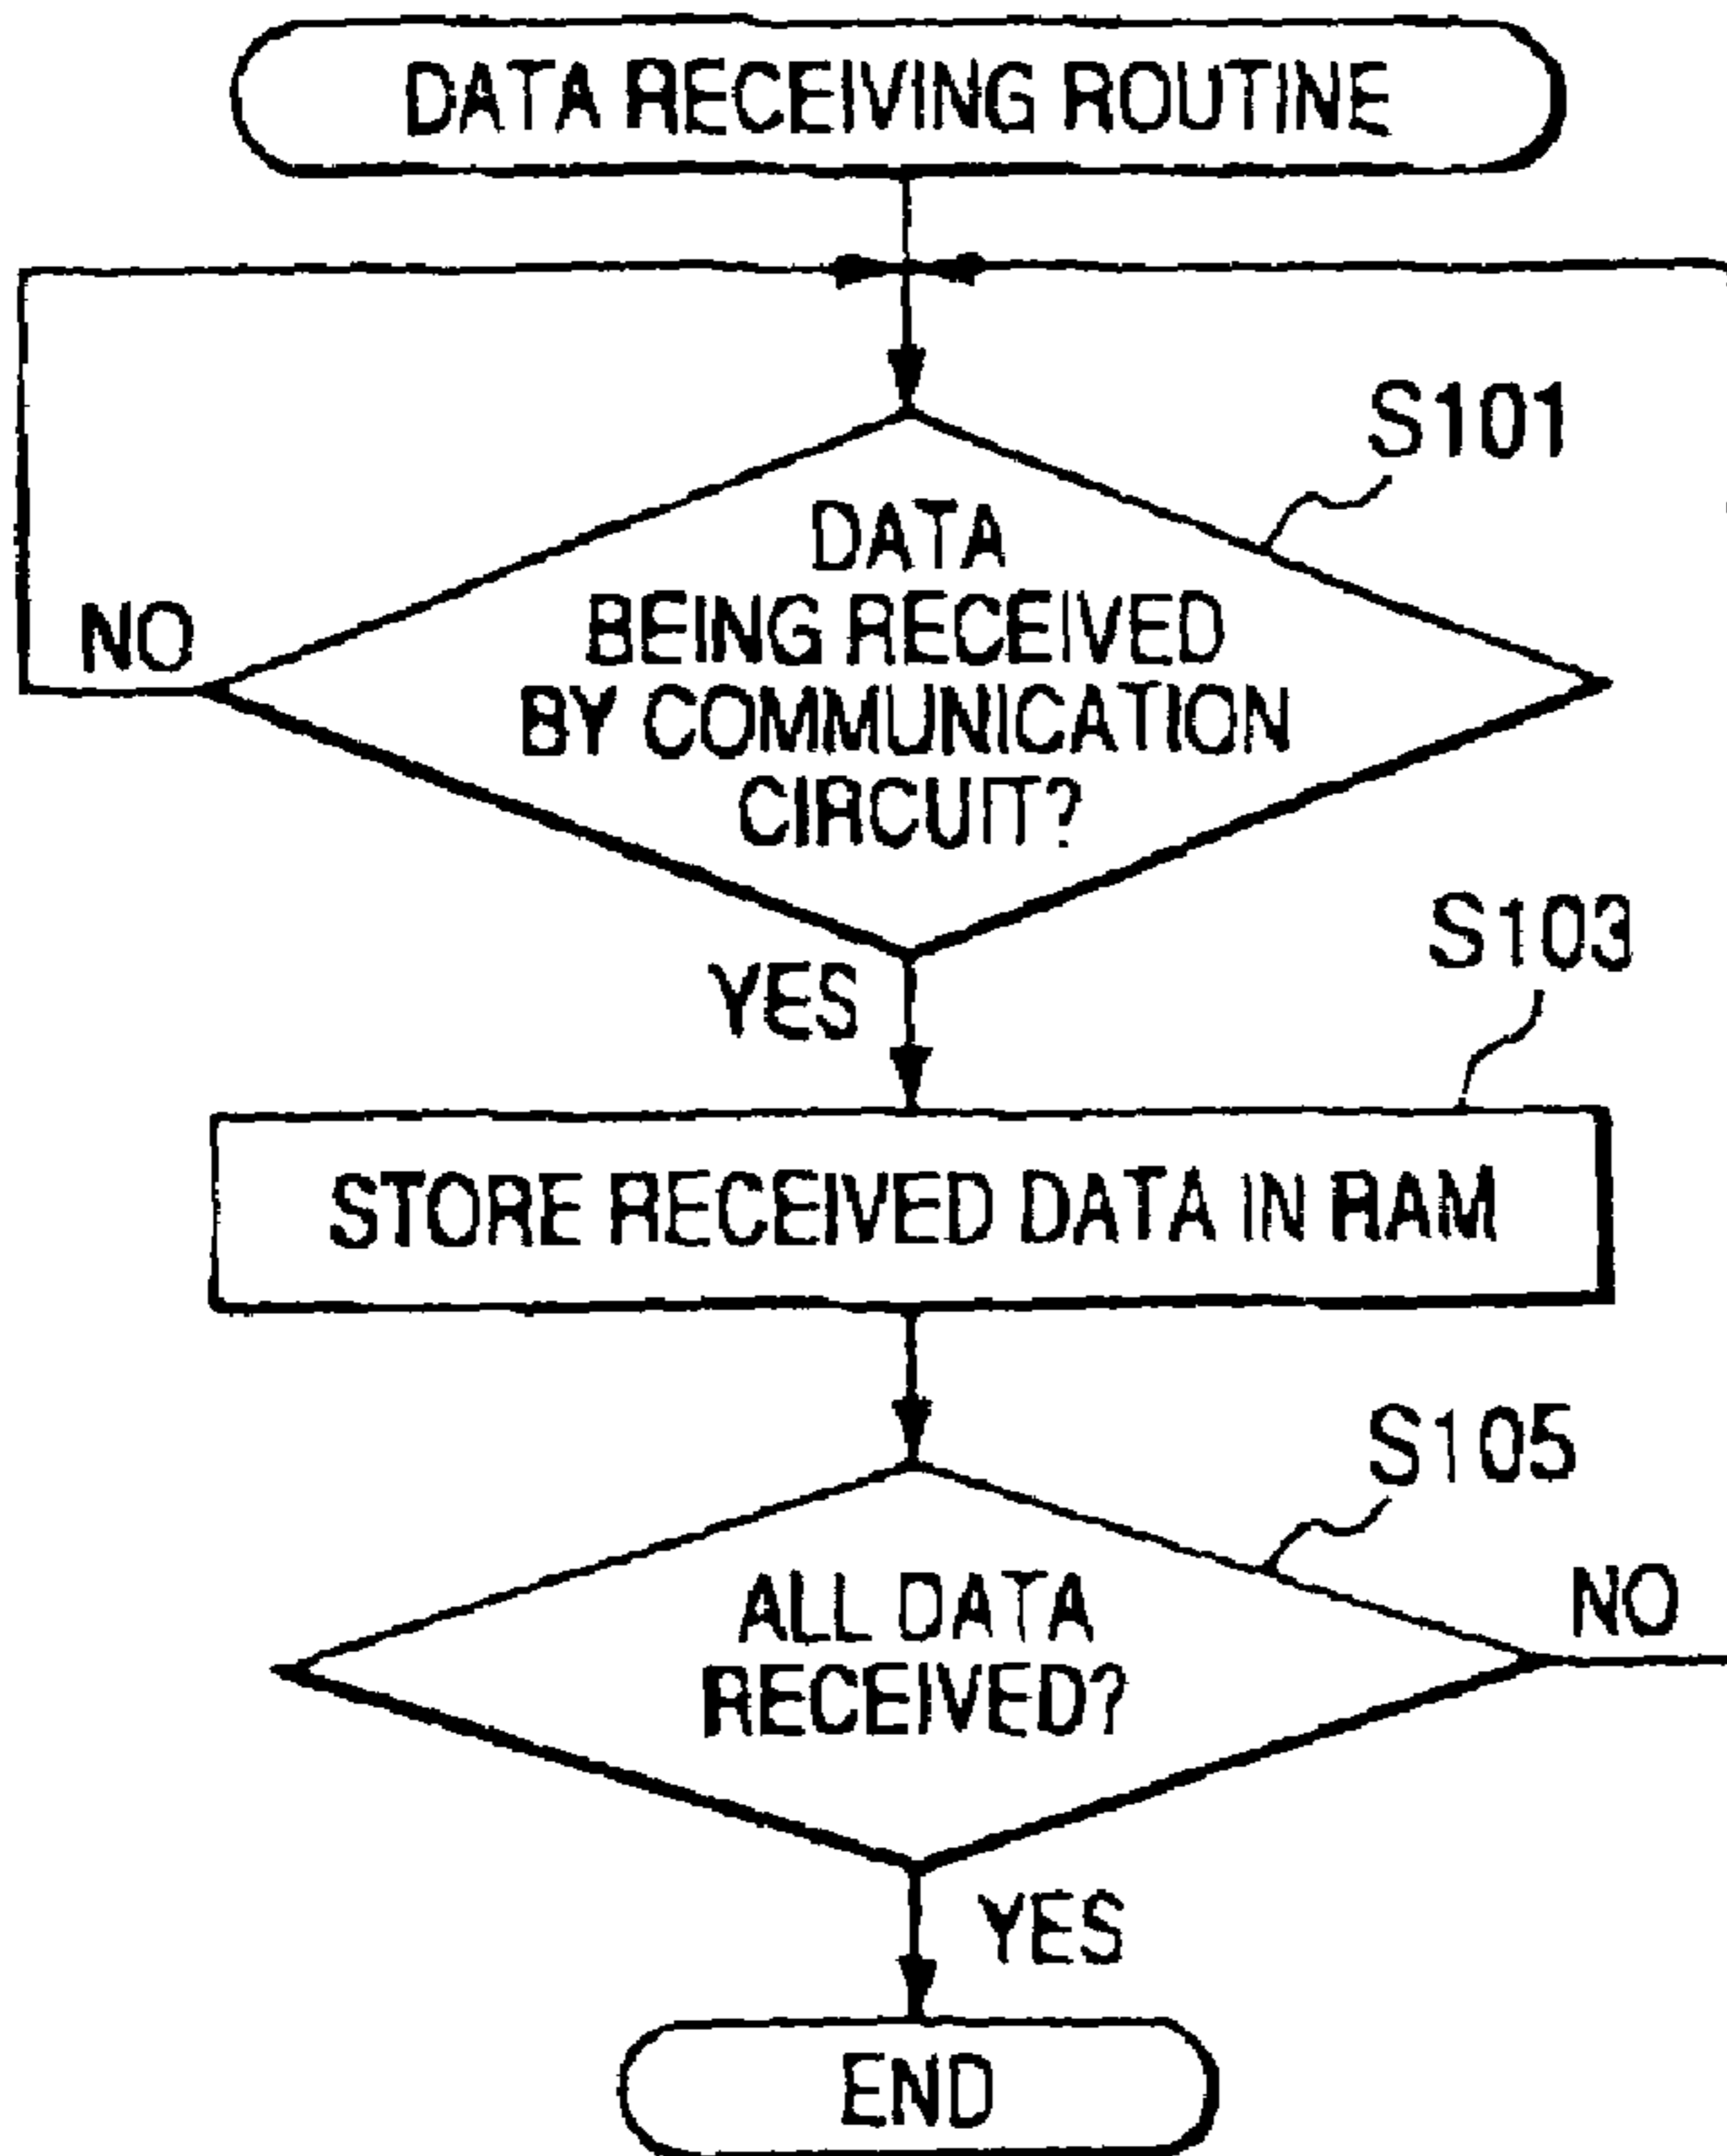 DATA RECEIVING ROUTINE
S101
DATA
BEING RECEIVED
BY COMMUNICATION
CIRCUIT?
NO
YES
S103
STORE RECEIVED DATA IN RAM
S105
ALL DATA
RECEIVED?
NO
YES
END